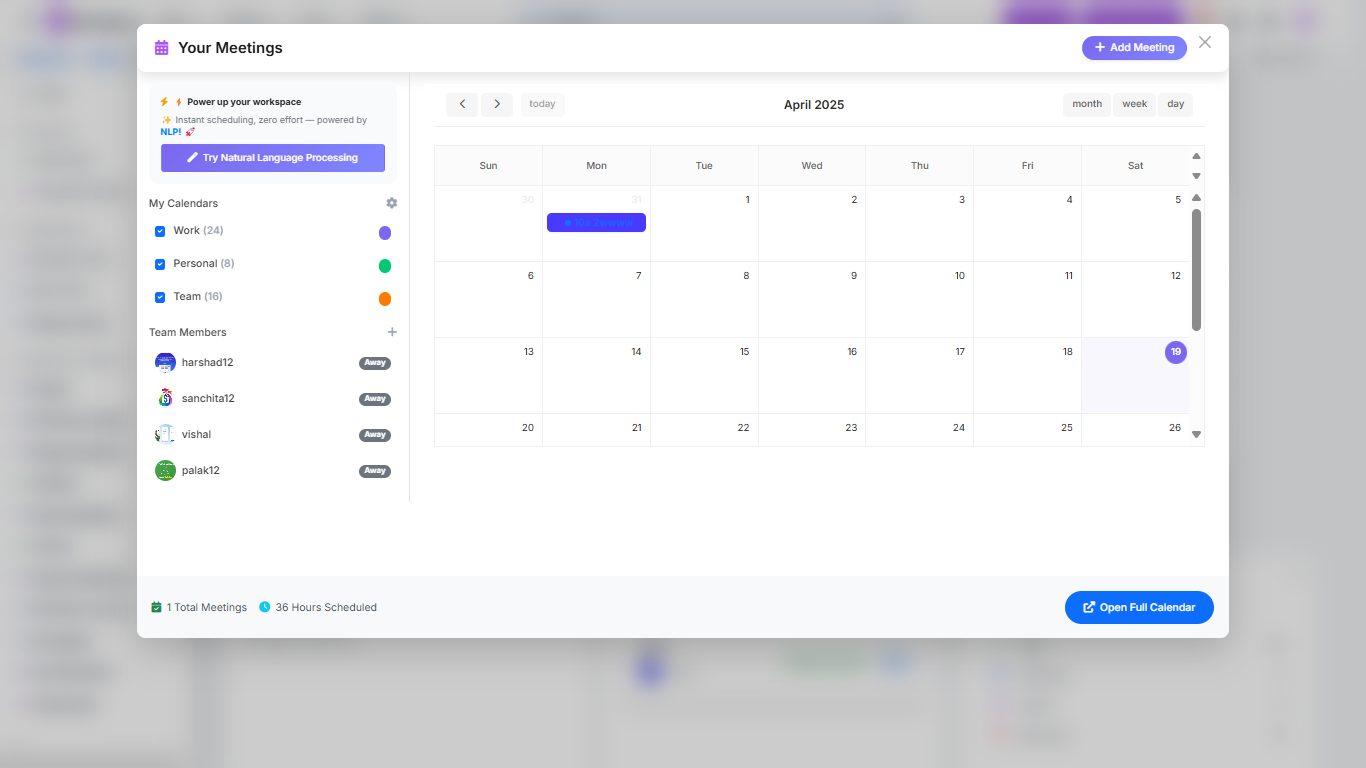 Your Meetings
Add Meeting
Power up your workspace
Instant scheduling, zero effort — powered by
NLP!
Try Natural Language Processing
My Calendars
Work (24)
Personal (8)
Team (16)
Team Members
harshad12 Away
sanchita12 Away
vishal Away
palak12 Away
today
April 2025
month week day
Sun Mon Tue Wed Thu Fri Sat
30 31 1 2 3 4 5
6 7 8 9 10 11 12
13 14 15 16 17 18 19
20 21 22 23 24 25 26
1 Total Meetings 36 Hours Scheduled
Open Full Calendar